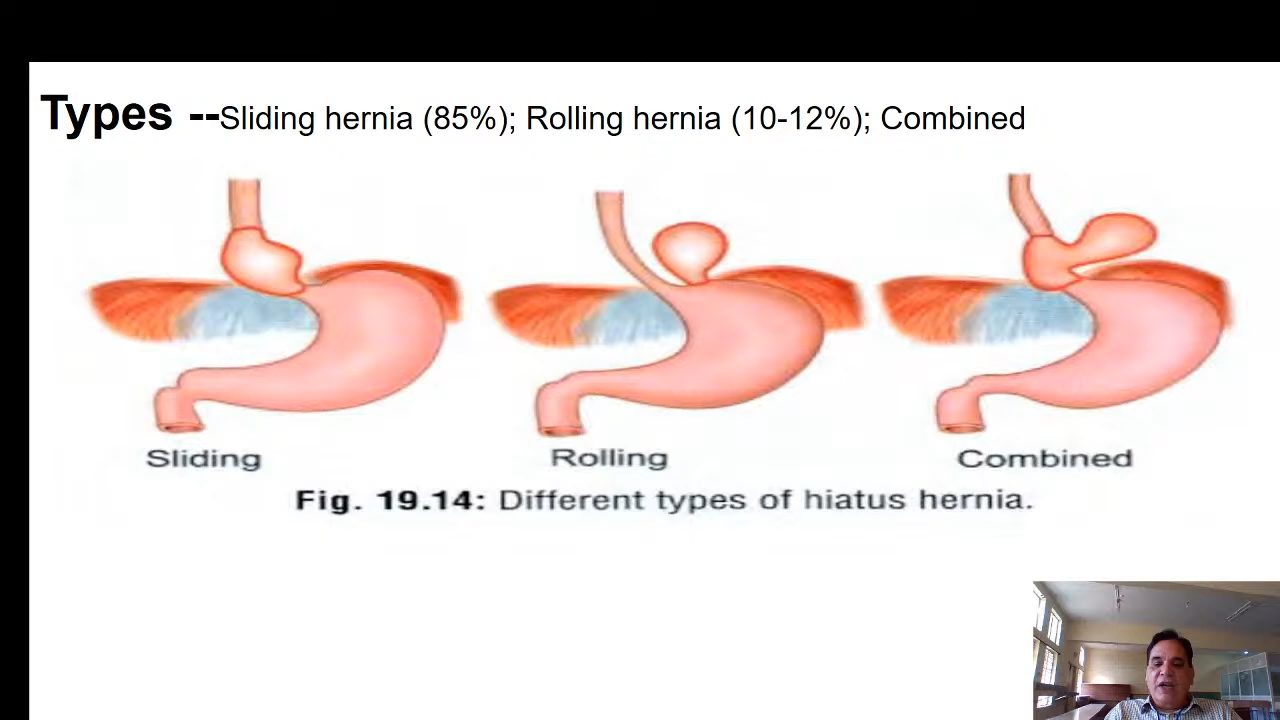 Types --Sliding hernia (85%); Rolling hernia (10-12%); Combined
Sliding
Rolling
Combined
Fig. 19.14: Different types of hiatus hernia.